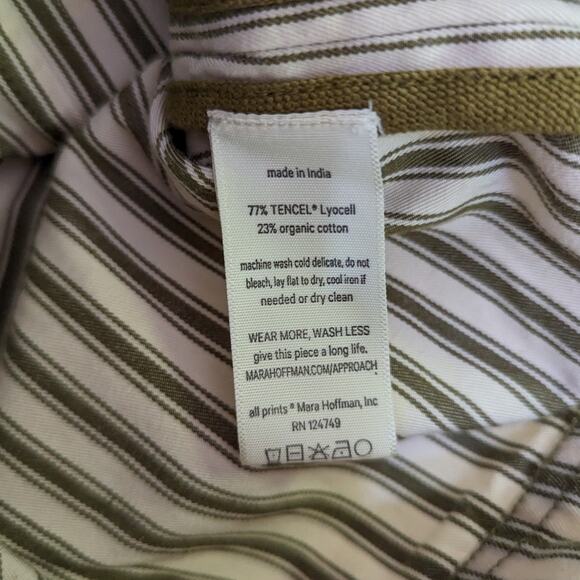 made in India
77% TENCEL® Lyocell
23% organic cotton
machine wash cold delicate, do not
bleach, lay flat to dry, cool iron if
needed or dry clean
WEAR MORE, WASH LESS
give this piece a long life.
MARAHOFFMAN.COM/APPROACH
all prints ® Mara Hoffman, Inc
RN 124749